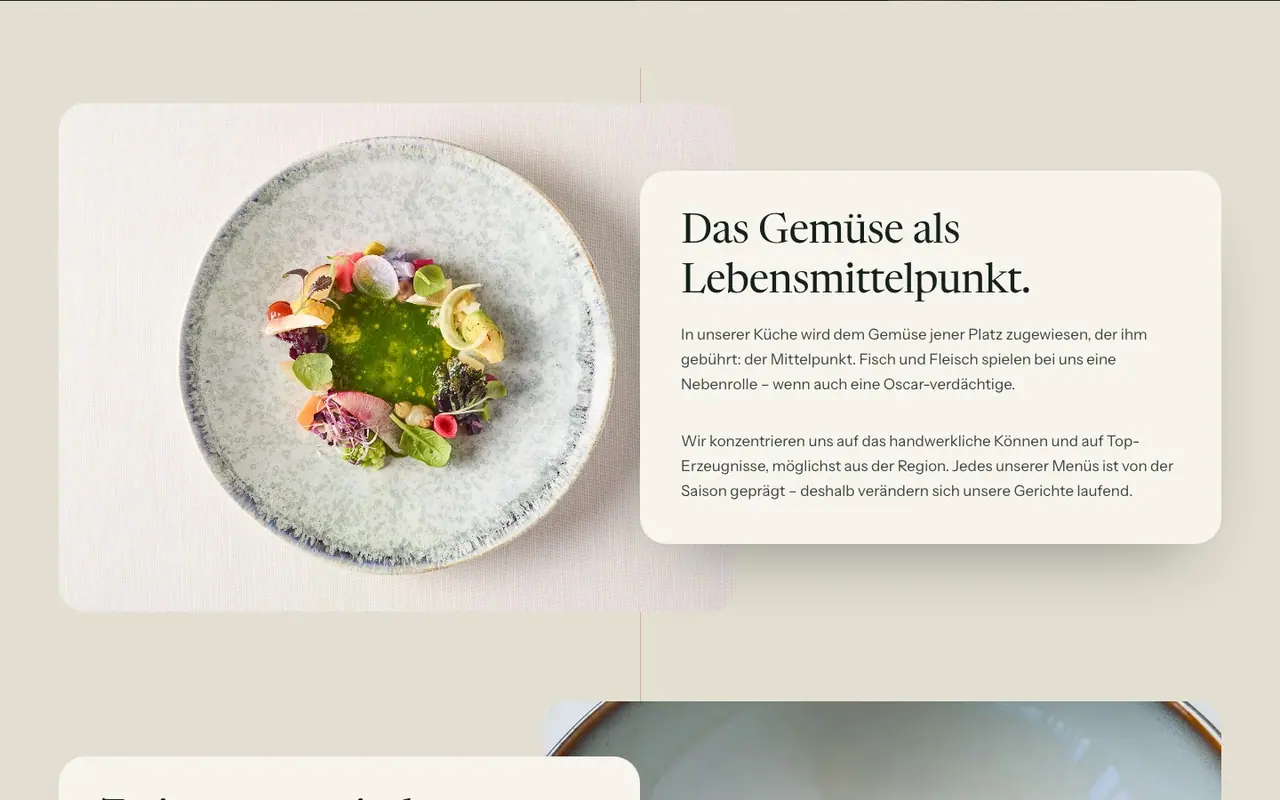 Das Gemüse als
Lebensmittelpunkt.
In unserer Küche wird dem Gemüse jener Platz zugewiesen, der ihm
gebührt: der Mittelpunkt. Fisch und Fleisch spielen bei uns eine
Nebenrolle – wenn auch eine Oscar-verdächtige.
Wir konzentrieren uns auf das handwerkliche Können und auf Top-
Erzeugnisse, möglichst aus der Region. Jedes unserer Menüs ist von der
Saison geprägt – deshalb verändern sich unsere Gerichte laufend.